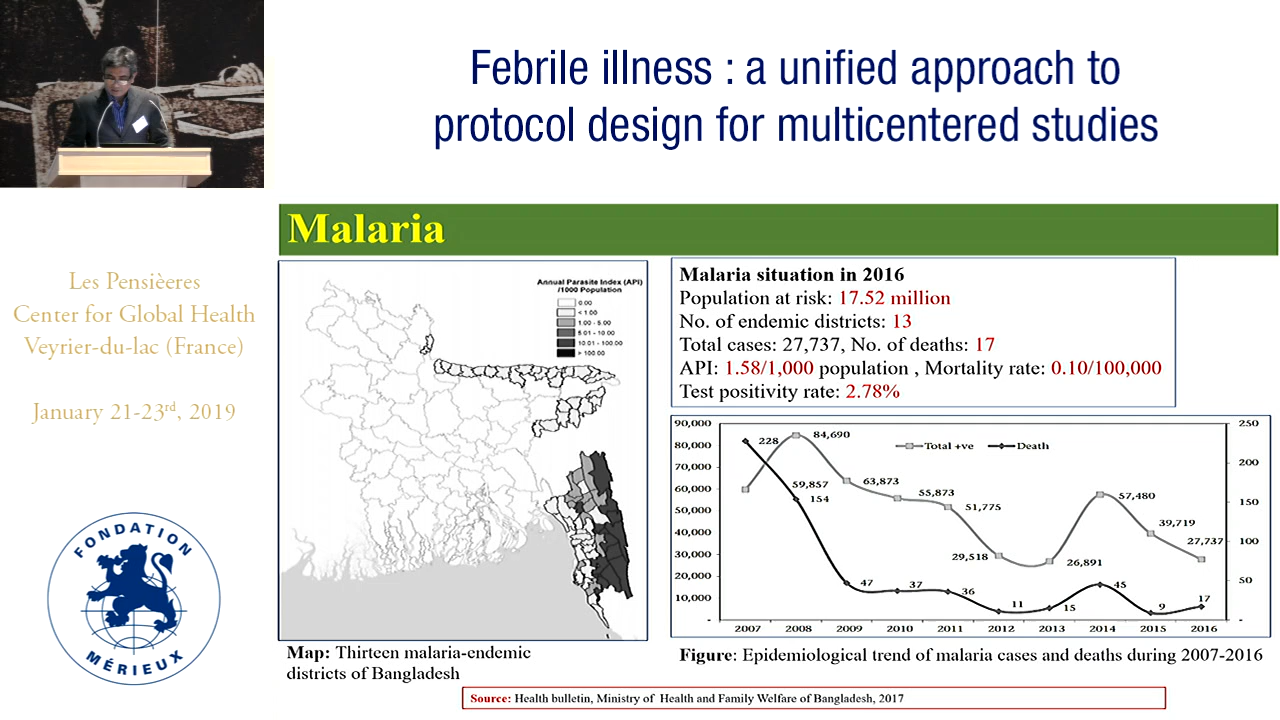 Febrile illness : a unified approach to
protocol design for multicentered studies
Les Pensièeres
Center for Global Health
Veyrier-du-lac (France)
January 21-23rd, 2019
FONDATION
MÉRIEUX
Malaria
Annual Parasite Index (API)
/1000 Population
0.00
< 1.00
1.00 - 5.00
5.01 - 10.00
10.01 - 100.00
> 100.00
Map: Thirteen malaria-endemic
districts of Bangladesh
Malaria situation in 2016
Population at risk: 17.52 million
No. of endemic districts: 13
Total cases: 27,737, No. of deaths: 17
API: 1.58/1,000 population , Mortality rate: 0.10/100,000
Test positivity rate: 2.78%
90,000
80,000
70,000
60,000
50,000
40,000
30,000
20,000
10,000
-
250
200
150
100
50
-
Total +ve
Death
228
84,690
59,857
154
63,873
47
55,873
37
51,775
36
29,518
11
26,891
15
57,480
45
39,719
9
27,737
17
2007 2008 2009 2010 2011 2012 2013 2014 2015 2016
Figure: Epidemiological trend of malaria cases and deaths during 2007-2016
Source: Health bulletin, Ministry of Health and Family Welfare of Bangladesh, 2017